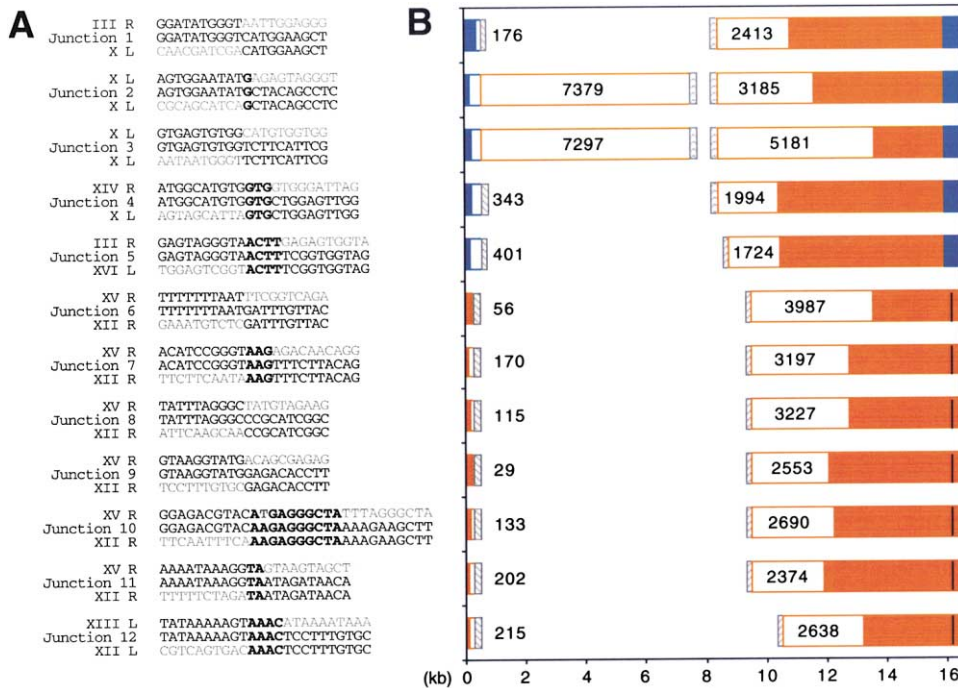 A
III R GGATATGGGTAATTGGAGGG
Junction 1 GGATATGGGTCATGGAAGCT
X L CAACGATCGACATGGAAGCT
X L AGTGGAATATGAGAGTAGGGT
Junction 2 AGTGGAATATGCTACAGCCTC
X L CGCAGCATCAGCTACAGCCTC
X L GTGAGTGTGGCATGTGGTGG
Junction 3 GTGAGTGTGGTCTTCATTCG
X L AATAATGGGTTCTTCATTCG
XIV R ATGGCATGTGGTGGTGGGATTAG
Junction 4 ATGGCATGTGGTGCTGGAGTTGG
X L AGTAGCATTAGTGCTGGAGTTGG
III R GAGTAGGGTAACTTGAGAGTGGTA
Junction 5 GAGTAGGGTAACTTTCGGTGGTAG
XVI L TGGAGTCGGTACTTTCGGTGGTAG
XV R TTTTTTTAATTTCGGTCAGA
Junction 6 TTTTTTTAATGATTTGTTAC
XII R GAAATGTCTCGATTTGTTAC
XV R ACATCCGGGTAAGAGACAACAGG
Junction 7 ACATCCGGGTAAGTTTCTTACAG
XII R TTCTTCAATAAAGTTTCTTACAG
XV R TATTTAGGGCTATGTAGAAG
Junction 8 TATTTAGGGCCCGCATCGGC
XII R ATTCAAGCAACCGCATCGGC
XV R GTAAGGTATGACAGCGAGAG
Junction 9 GTAAGGTATGGAGACACCTT
XII R TCCTTTGTGCGAGACACCTT
XV R GGAGACGTACATGAGGGCTATTTAGGGCTA
Junction 10 GGAGACGTACAAGAGGGCTAAAAGAAGCTT
XII R TTCAATTTCAAAGAGGGCTAAAAGAAGCTT
XV R AAAATAAAGGTAGTAAGTAGCT
Junction 11 AAAATAAAGGTAATAGATAACA
XII R TTTTTCTAGATAATAGATAACA
XIII L TATAAAAAGTAAACATAAAATAAA
Junction 12 TATAAAAAGTAAACTCCTTTGTGC
XII L CGTCAGTGACAAACTCCTTTGTGC
B
176 2413
7379 3185
7297 5181
343 1994
401 1724
56 3987
170 3197
115 3227
29 2553
133 2690
202 2374
215 2638
(kb) 0 2 4 6 8 10 12 14 16